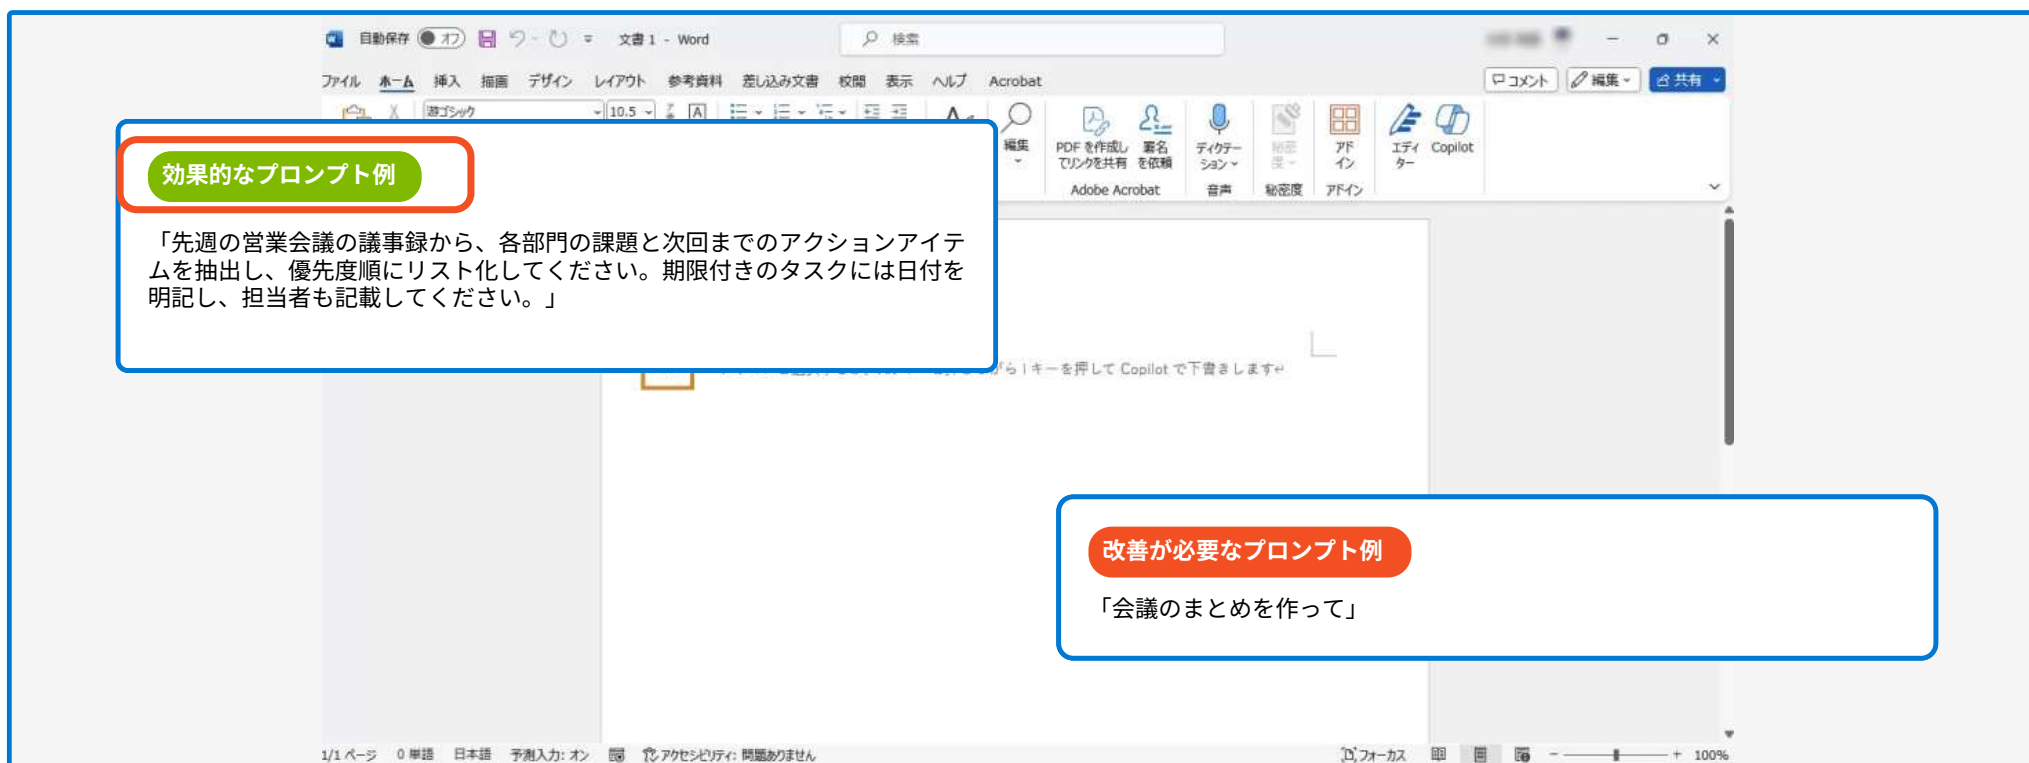 自動保存 オフ 文書 1 - Word 検索
ファイル ホーム 挿入 描画 デザイン レイアウト 参考資料 差し込み文書 校閲 表示 ヘルプ Acrobat コメント 編集 共有
游ゴシック 10.5
編集
PDF を作成し
てリンクを共有
署名
を依頼
ディクテー
ション
秘密
度
アド
イン
エディ
ター
Copilot
Adobe Acrobat 音声 秘密度 アドイン
効果的なプロンプト例
「先週の営業会議の議事録から、各部門の課題と次回までのアクションアイテ
ムを抽出し、優先度順にリスト化してください。期限付きのタスクには日付を
明記し、担当者も記載してください。」
がら i キーを押して Copilot で下書きします
改善が必要なプロンプト例
「会議のまとめを作って」
1/1 ページ 0 単語 日本語 予測入力: オン アクセシビリティ: 問題ありません フォーカス 100%